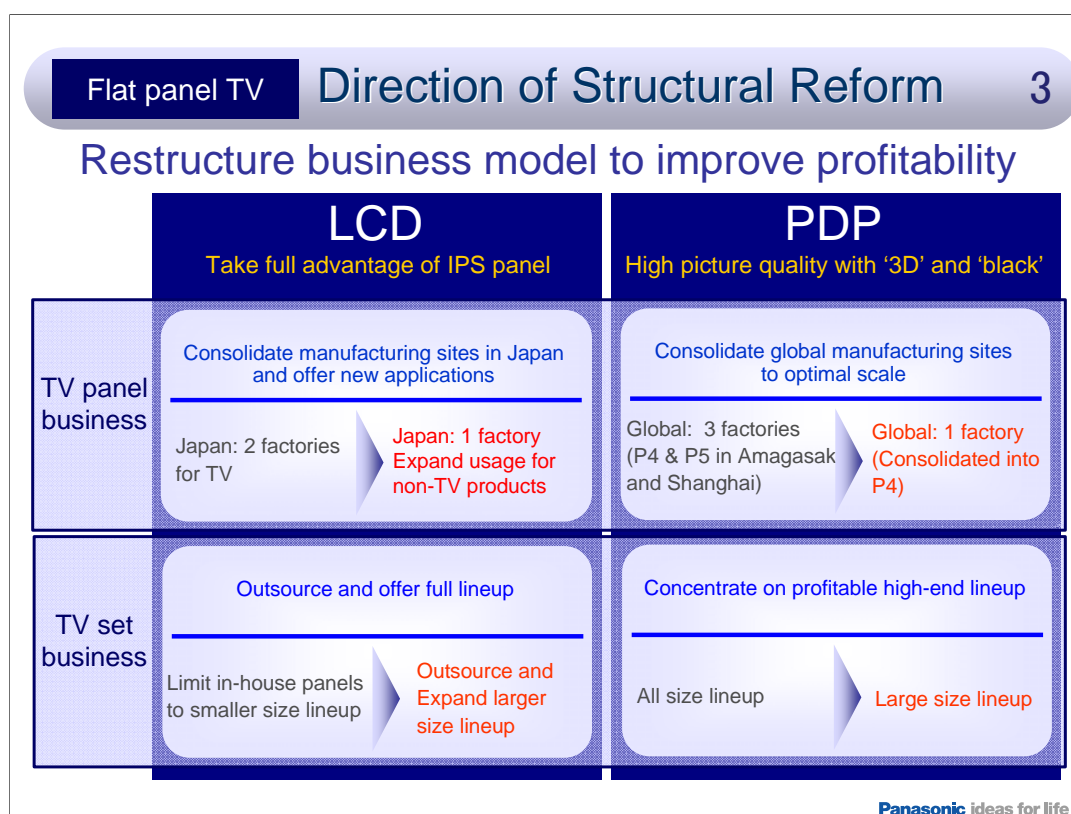 Flat panel TV
Direction of Structural Reform
3
Restructure business model to improve profitability
LCD
Take full advantage of IPS panel
PDP
High picture quality with ‘3D’ and ‘black’
TV panel
business
Consolidate manufacturing sites in Japan
and offer new applications
Japan: 2 factories
for TV
Japan: 1 factory
Expand usage for
non-TV products
Consolidate global manufacturing sites
to optimal scale
Global: 3 factories
(P4 & P5 in Amagasak
and Shanghai)
Global: 1 factory
(Consolidated into
P4)
TV set
business
Outsource and offer full lineup
Limit in-house panels
to smaller size lineup
Outsource and
Expand larger
size lineup
Concentrate on profitable high-end lineup
All size lineup
Large size lineup
Panasonic ideas for life